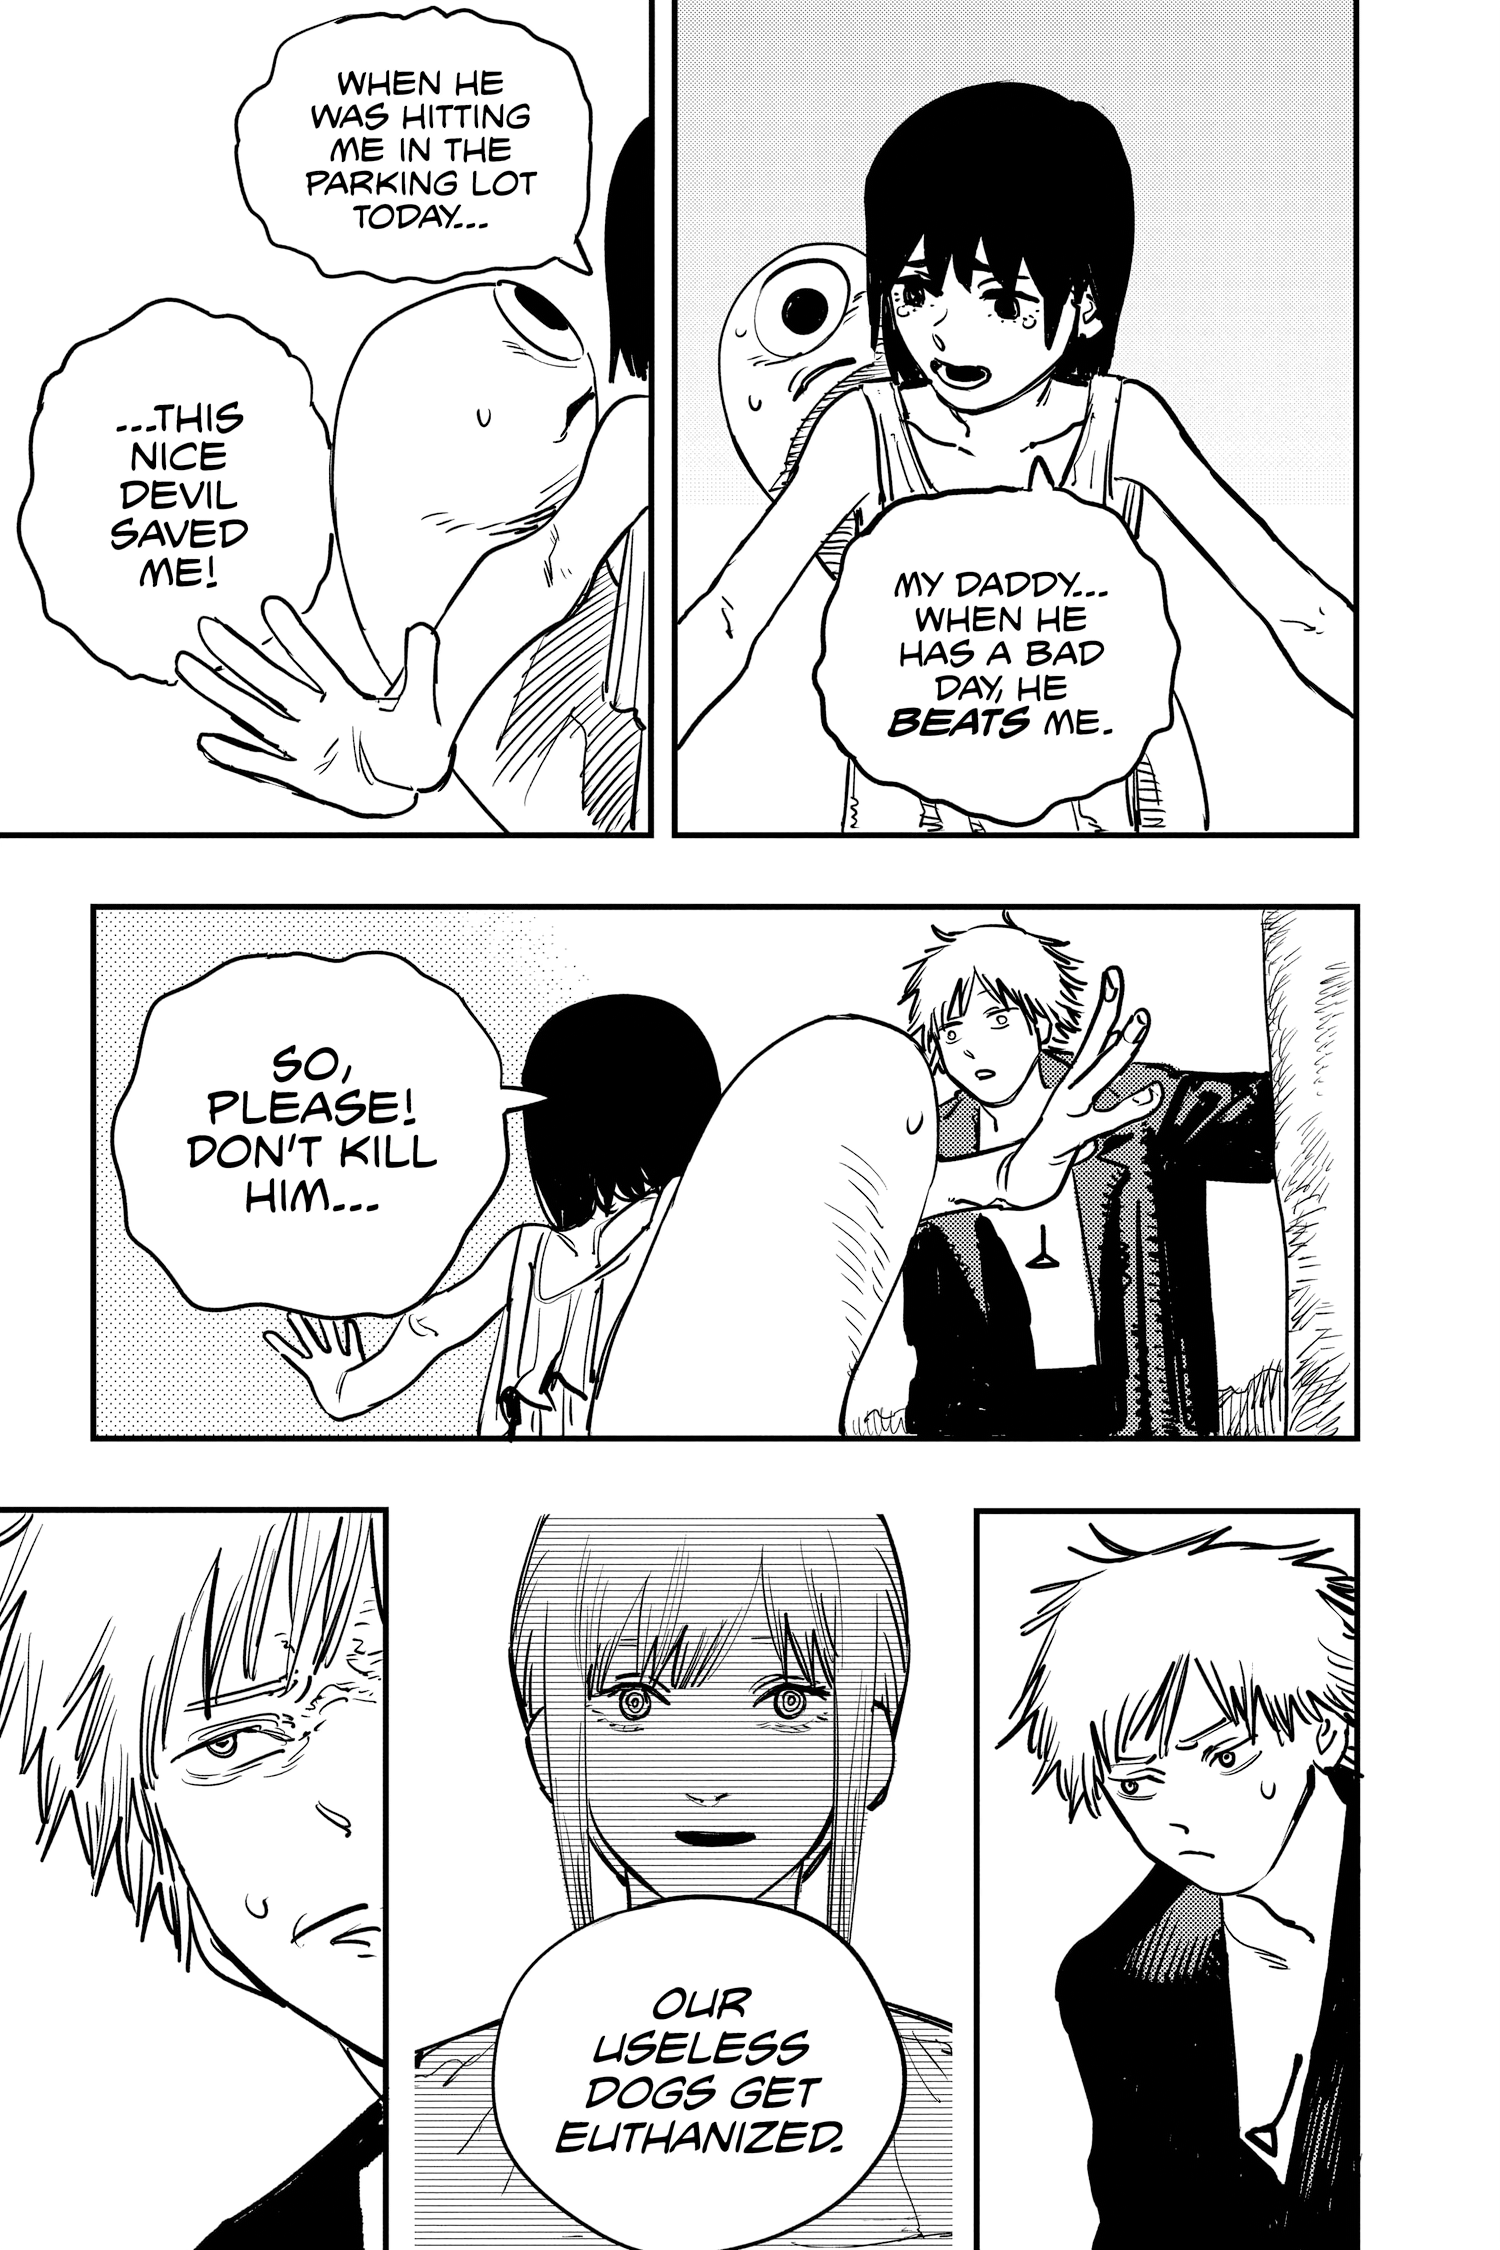 MY DADDY...
WHEN HE
HAS A BAD
DAY, HE
BEATS ME.
WHEN HE
WAS HITTING
ME IN THE
PARKING LOT
TODAY...
...THIS
NICE
DEVIL
SAVED
ME!
SO,
PLEASE!
DON'T KILL
HIM...
OUR
USELESS
DOGS GET
EUTHANIZED.